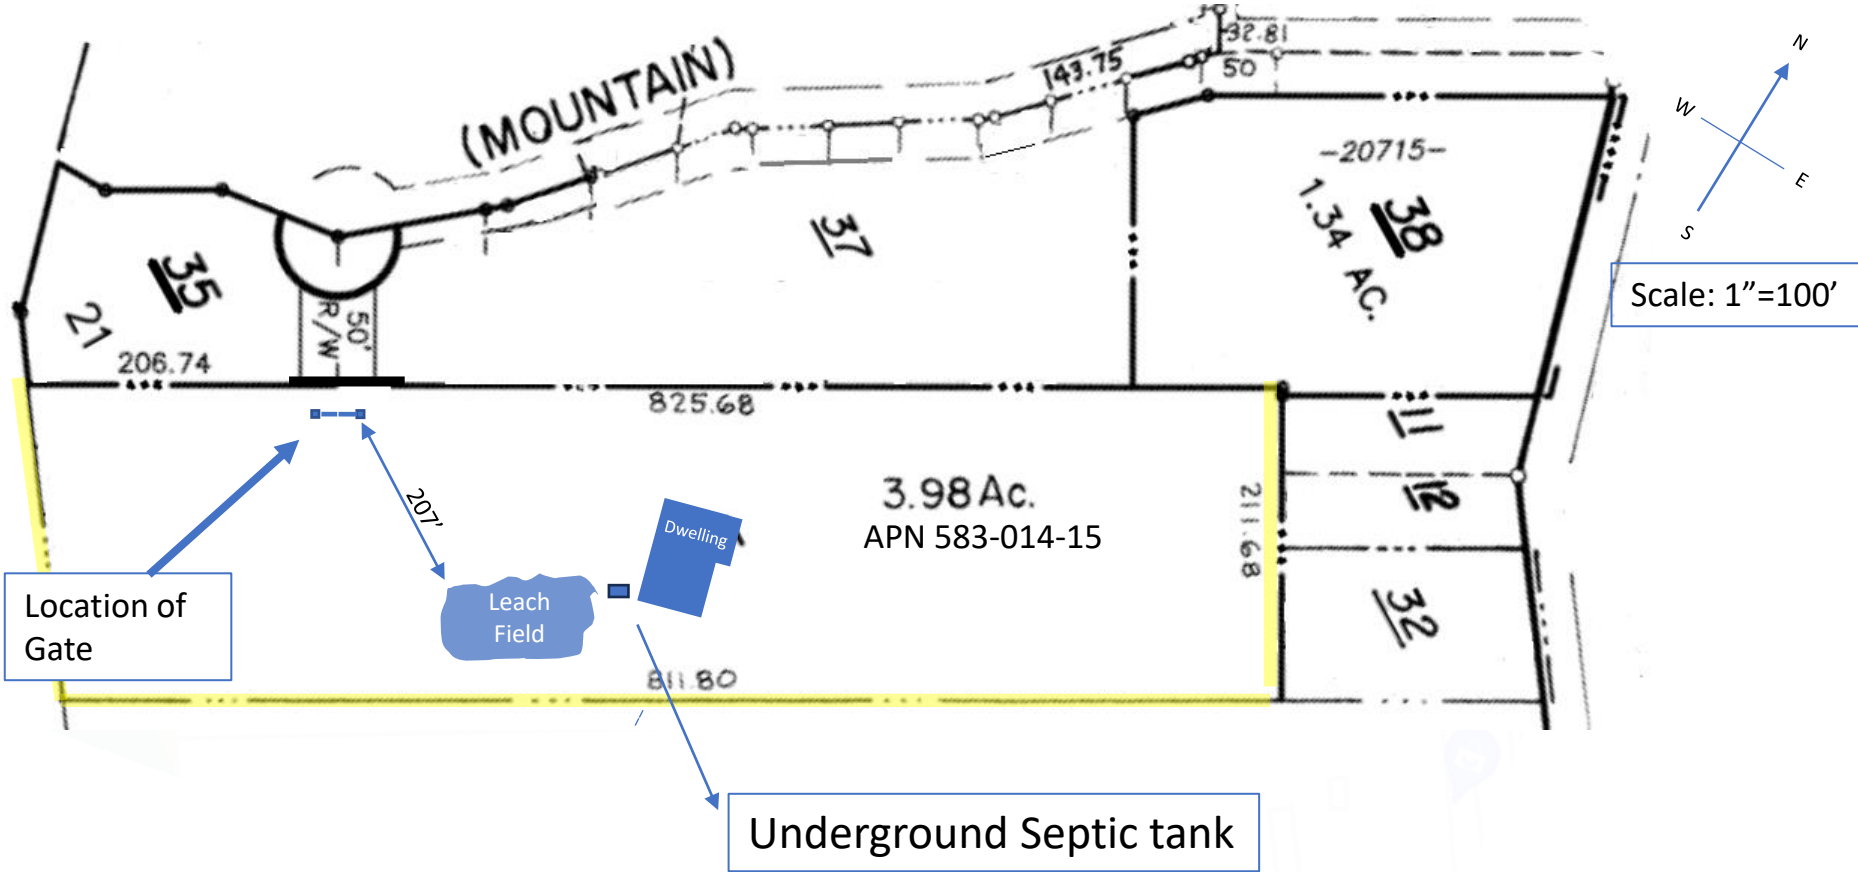 32.81
50
143.75
(MOUNTAIN)
N
W
E
S
-20715-
38
1.34 AC.
37
35
21
50'
R/W
206.74
Scale: 1”=100’
825.68
11
12
32
207’
3.98 Ac.
APN 583-014-15
211.68
Dwelling
Leach
Field
Location of
Gate
811.80
Underground Septic tank